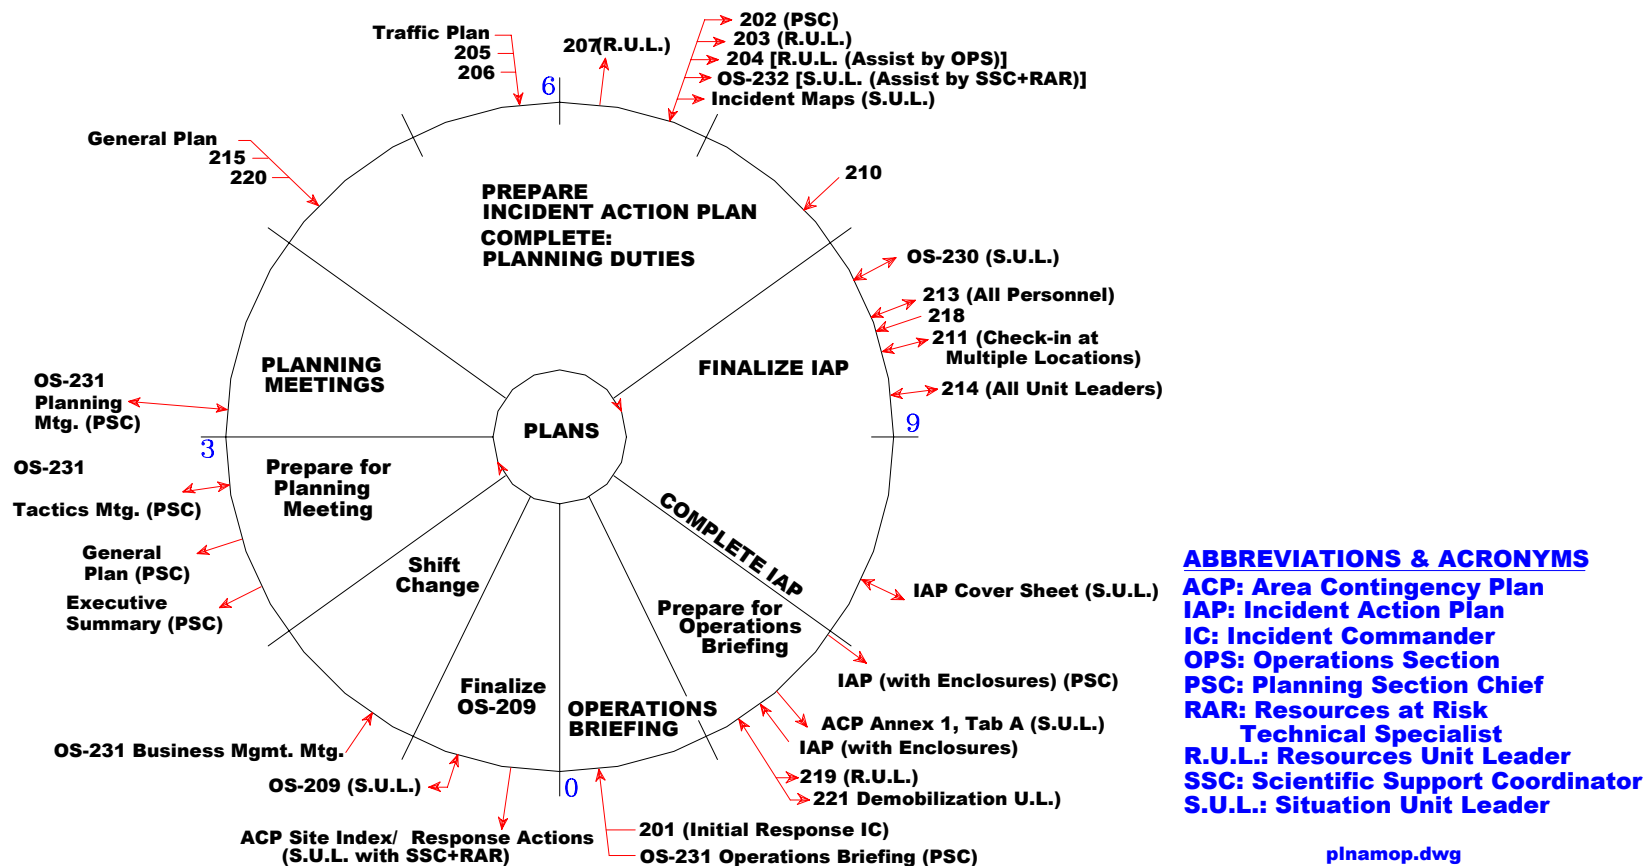 Traffic Plan
205
206
207(R.U.L.)
202 (PSC)
203 (R.U.L.)
204 [R.U.L. (Assist by OPS)]
OS-232 [S.U.L. (Assist by SSC+RAR)]
Incident Maps (S.U.L.)
6
General Plan
215
220
210
PREPARE
INCIDENT ACTION PLAN
COMPLETE:
PLANNING DUTIES
OS-230 (S.U.L.)
213 (All Personnel)
218
211 (Check-in at
Multiple Locations)
214 (All Unit Leaders)
PLANNING
MEETINGS
FINALIZE IAP
OS-231
Planning
Mtg. (PSC)
PLANS
3
9
OS-231
Tactics Mtg. (PSC)
Prepare for
Planning
Meeting
General
Plan (PSC)
Executive
Summary (PSC)
Shift
Change
COMPLETE IAP
Prepare for
Operations
Briefing
IAP Cover Sheet (S.U.L.)
IAP (with Enclosures) (PSC)
Finalize
OS-209
OPERATIONS
BRIEFING
ACP Annex 1, Tab A (S.U.L.)
IAP (with Enclosures)
OS-231 Business Mgmt. Mtg.
OS-209 (S.U.L.)
0
219 (R.U.L.)
221 Demobilization U.L.)
ACP Site Index/ Response Actions
(S.U.L. with SSC+RAR)
201 (Initial Response IC)
OS-231 Operations Briefing (PSC)
ABBREVIATIONS & ACRONYMS
ACP: Area Contingency Plan
IAP: Incident Action Plan
IC: Incident Commander
OPS: Operations Section
PSC: Planning Section Chief
RAR: Resources at Risk
Technical Specialist
R.U.L.: Resources Unit Leader
SSC: Scientific Support Coordinator
S.U.L.: Situation Unit Leader
plnamop.dwg